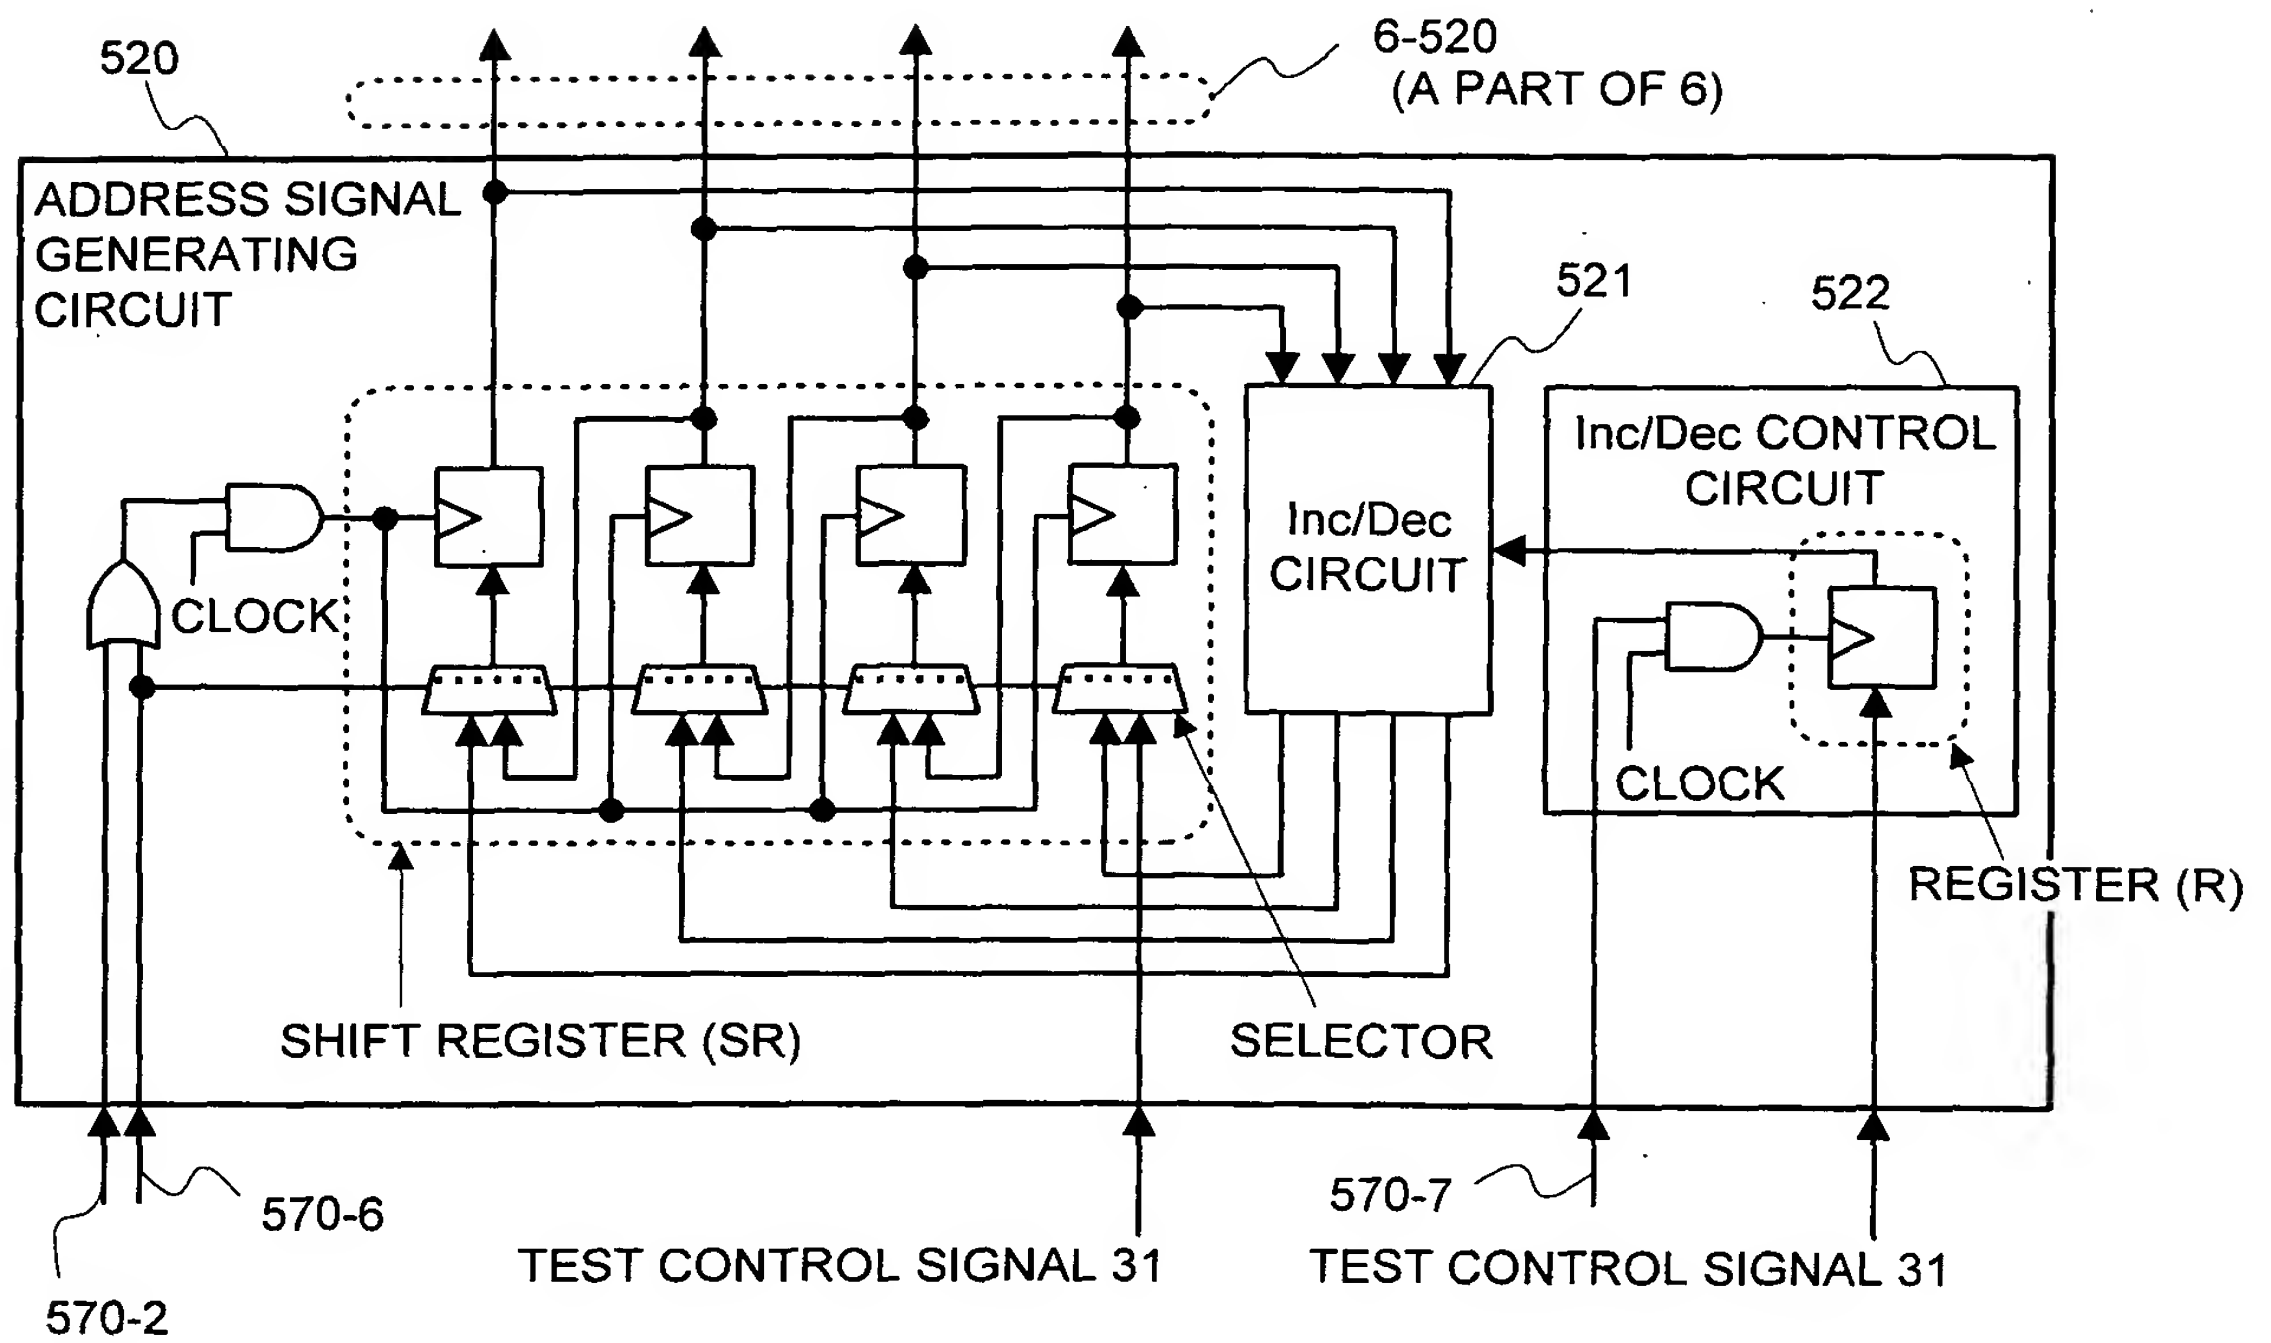 520
6-520
(A PART OF 6)
ADDRESS SIGNAL
GENERATING
CIRCUIT
521
522
Inc/Dec CONTROL
CIRCUIT
Inc/Dec
CIRCUIT
CLOCK
CLOCK
REGISTER (R)
SHIFT REGISTER (SR)
SELECTOR
570-6
570-7
TEST CONTROL SIGNAL 31
TEST CONTROL SIGNAL 31
570-2